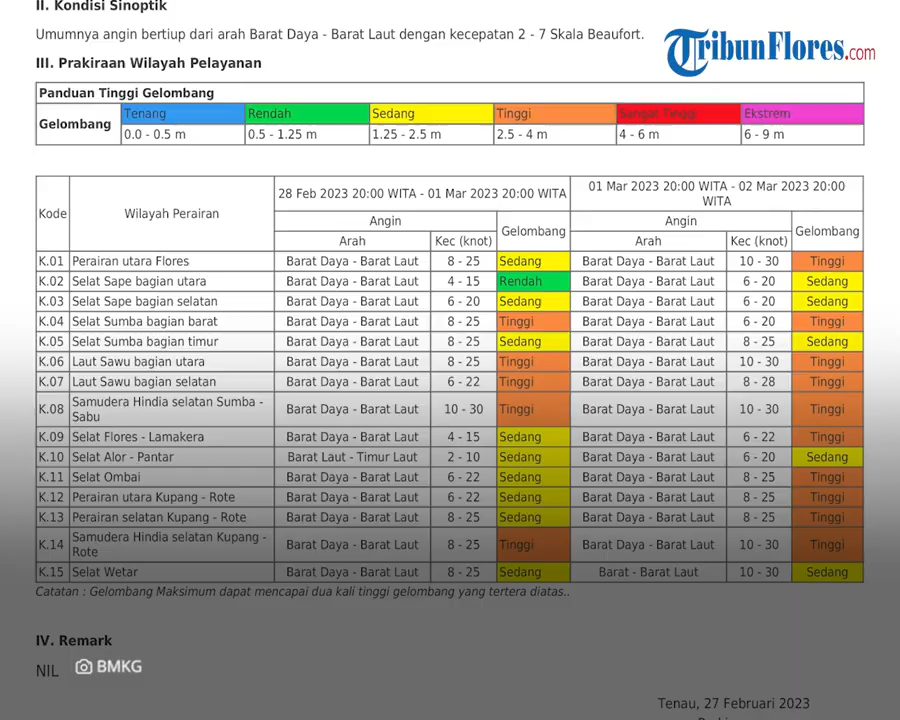 II. Kondisi Sinoptik
Umumnya angin bertiup dari arah Barat Daya - Barat Laut dengan kecepatan 2 - 7 Skala Beaufort.
TribunFlores.com
III. Prakiraan Wilayah Pelayanan
Panduan Tinggi Gelombang
Gelombang Tenang Rendah Sedang Tinggi Sangat Tinggi Ekstrem
0.0 - 0.5 m 0.5 - 1.25 m 1.25 - 2.5 m 2.5 - 4 m 4 - 6 m 6 - 9 m
Kode Wilayah Perairan 28 Feb 2023 20:00 WITA - 01 Mar 2023 20:00 WITA 01 Mar 2023 20:00 WITA - 02 Mar 2023 20:00
WITA
Angin Gelombang Angin Gelombang
Arah Kec (knot) Arah Kec (knot)
K.01 Perairan utara Flores Barat Daya - Barat Laut 8 - 25 Sedang Barat Daya - Barat Laut 10 - 30 Tinggi
K.02 Selat Sape bagian utara Barat Daya - Barat Laut 4 - 15 Rendah Barat Daya - Barat Laut 6 - 20 Sedang
K.03 Selat Sape bagian selatan Barat Daya - Barat Laut 6 - 20 Sedang Barat Daya - Barat Laut 6 - 20 Sedang
K.04 Selat Sumba bagian barat Barat Daya - Barat Laut 8 - 25 Tinggi Barat Daya - Barat Laut 6 - 20 Tinggi
K.05 Selat Sumba bagian timur Barat Daya - Barat Laut 8 - 25 Sedang Barat Daya - Barat Laut 8 - 25 Sedang
K.06 Laut Sawu bagian utara Barat Daya - Barat Laut 8 - 25 Tinggi Barat Daya - Barat Laut 10 - 30 Tinggi
K.07 Laut Sawu bagian selatan Barat Daya - Barat Laut 6 - 22 Tinggi Barat Daya - Barat Laut 8 - 28 Tinggi
K.08 Samudera Hindia selatan Sumba -
Sabu Barat Daya - Barat Laut 10 - 30 Tinggi Barat Daya - Barat Laut 10 - 30 Tinggi
K.09 Selat Flores - Lamakera Barat Daya - Barat Laut 4 - 15 Sedang Barat Daya - Barat Laut 6 - 22 Tinggi
K.10 Selat Alor - Pantar Barat Laut - Timur Laut 2 - 10 Sedang Barat Daya - Barat Laut 6 - 20 Sedang
K.11 Selat Ombai Barat Daya - Barat Laut 6 - 22 Sedang Barat Daya - Barat Laut 8 - 25 Tinggi
K.12 Perairan utara Kupang - Rote Barat Daya - Barat Laut 6 - 22 Sedang Barat Daya - Barat Laut 8 - 25 Tinggi
K.13 Perairan selatan Kupang - Rote Barat Daya - Barat Laut 8 - 25 Sedang Barat Daya - Barat Laut 8 - 25 Tinggi
K.14 Samudera Hindia selatan Kupang -
Rote Barat Daya - Barat Laut 8 - 25 Tinggi Barat Daya - Barat Laut 10 - 30 Tinggi
K.15 Selat Wetar Barat Daya - Barat Laut 8 - 25 Sedang Barat - Barat Laut 10 - 30 Sedang
Catatan : Gelombang Maksimum dapat mencapai dua kali tinggi gelombang yang tertera diatas..
IV. Remark
NIL
BMKG
Tenau, 27 Februari 2023